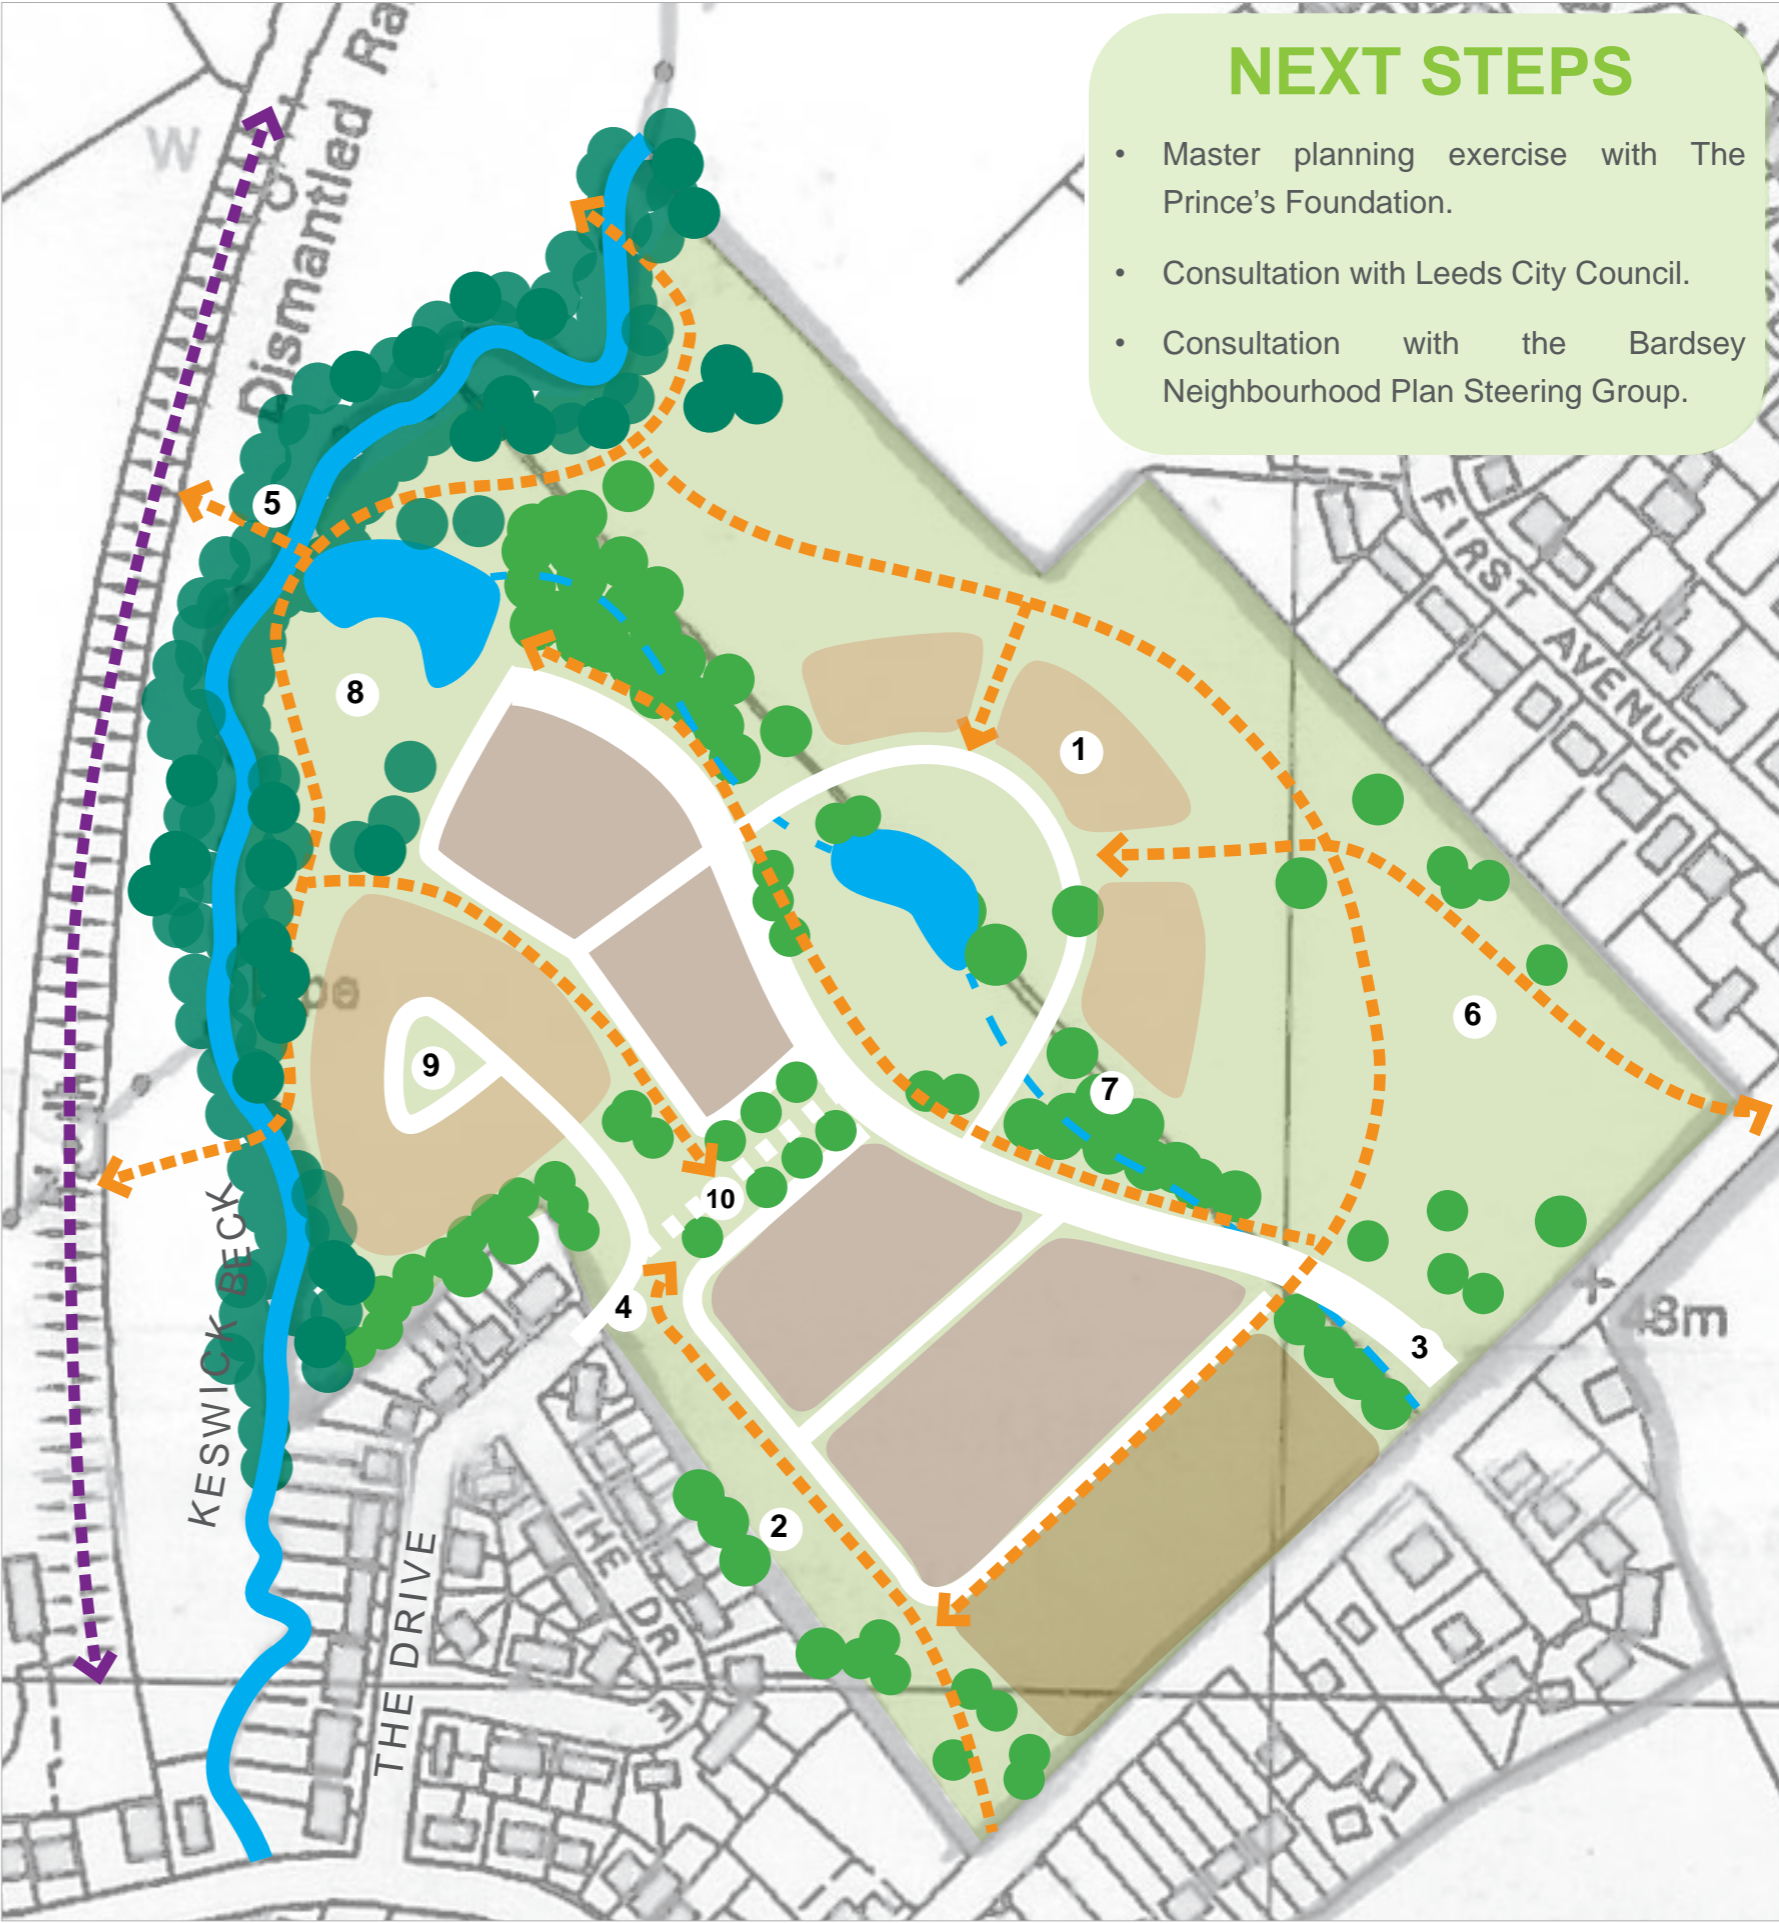 NEXT STEPS
• Master planning exercise with The
Prince's Foundation.
• Consultation with Leeds City Council.
• Consultation with the Bardsey
Neighbourhood Plan Steering Group.
W
Dismantled Ra
FIRST AVENUE
5
8
1
6
9
7
10
4
3
48m
2
KESWICK BECK
THE DRIVE
THE DRIVE